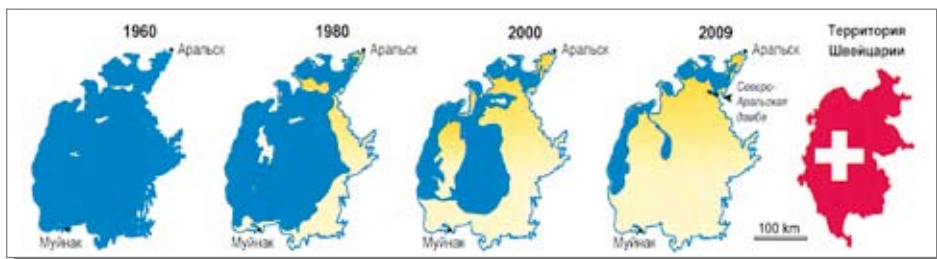 1960
Аральск
Муйнак
1980
Аральск
Муйнак
2000
Аральск
Муйнак
2009
Аральск
Северо-
Аральская
дамба
Муйнак
Территория
Швейцарии
100 km